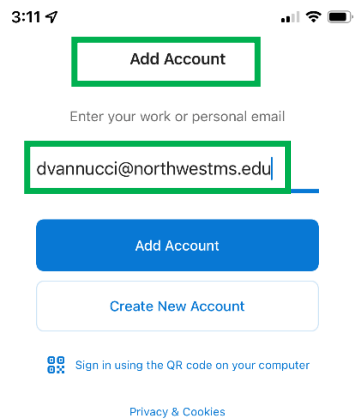 3:11
Add Account
Enter your work or personal email
dvannucci@northwestms.edu
Add Account
Create New Account
Sign in using the QR code on your computer
Privacy & Cookies